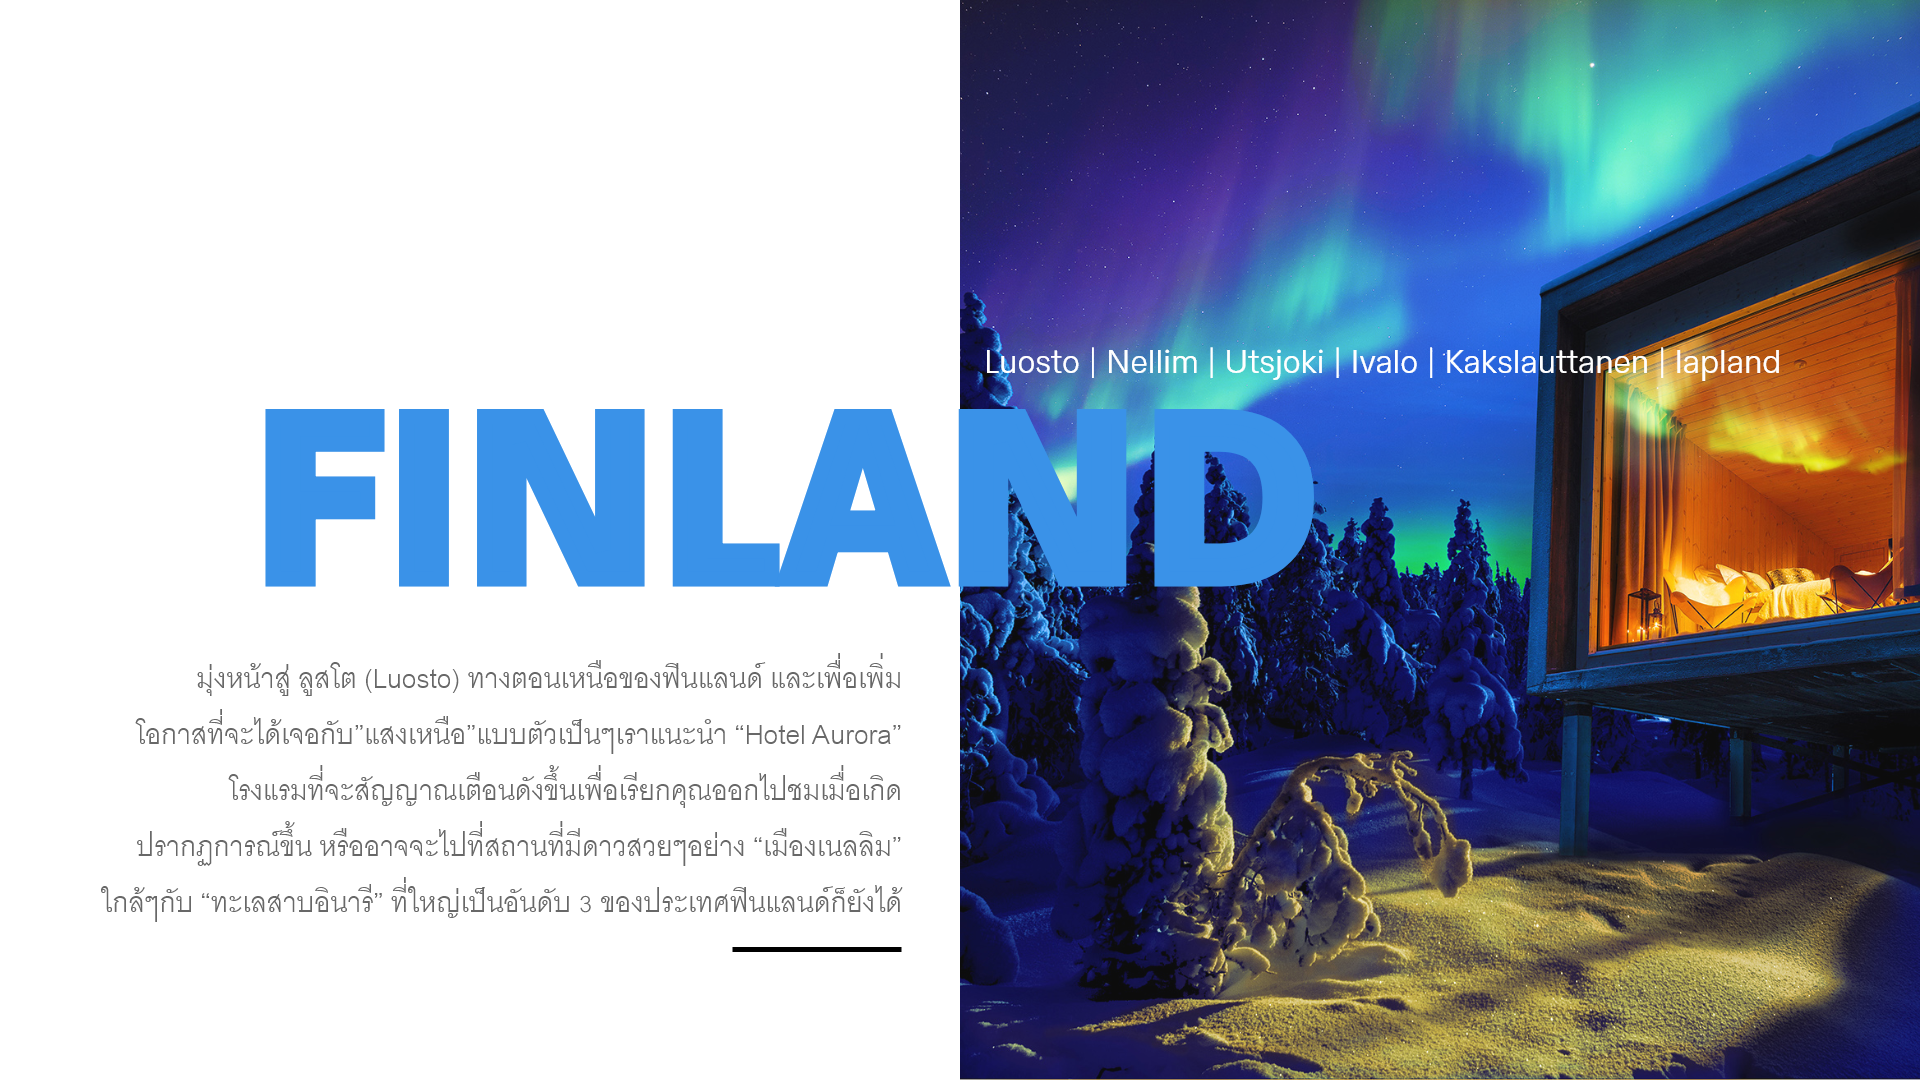 Luosto | Nellim | Utsjoki | Ivalo | Kakslauttanen | lapland
FINLAND
มุ่งหน้าสู่ ลูสโต (Luosto) ทางตอนเหนือของฟินแลนด์ และเพื่อเพิ่ม
โอกาสที่จะได้เจอกับ”แสงเหนือ”แบบตัวเป็นๆเราแนะนำ “Hotel Aurora”
โรงแรมที่จะสัญญาณเตือนดังขึ้นเพื่อเรียกคุณออกไปชมเมื่อเกิด
ปรากฏการณ์ขึ้น หรืออาจจะไปที่สถานที่มีดาวสวยๆอย่าง “เมืองเนลลิม”
ใกล้ๆกับ “ทะเลสาบอินารี” ที่ใหญ่เป็นอันดับ 3 ของประเทศฟินแลนด์ก็ยังได้